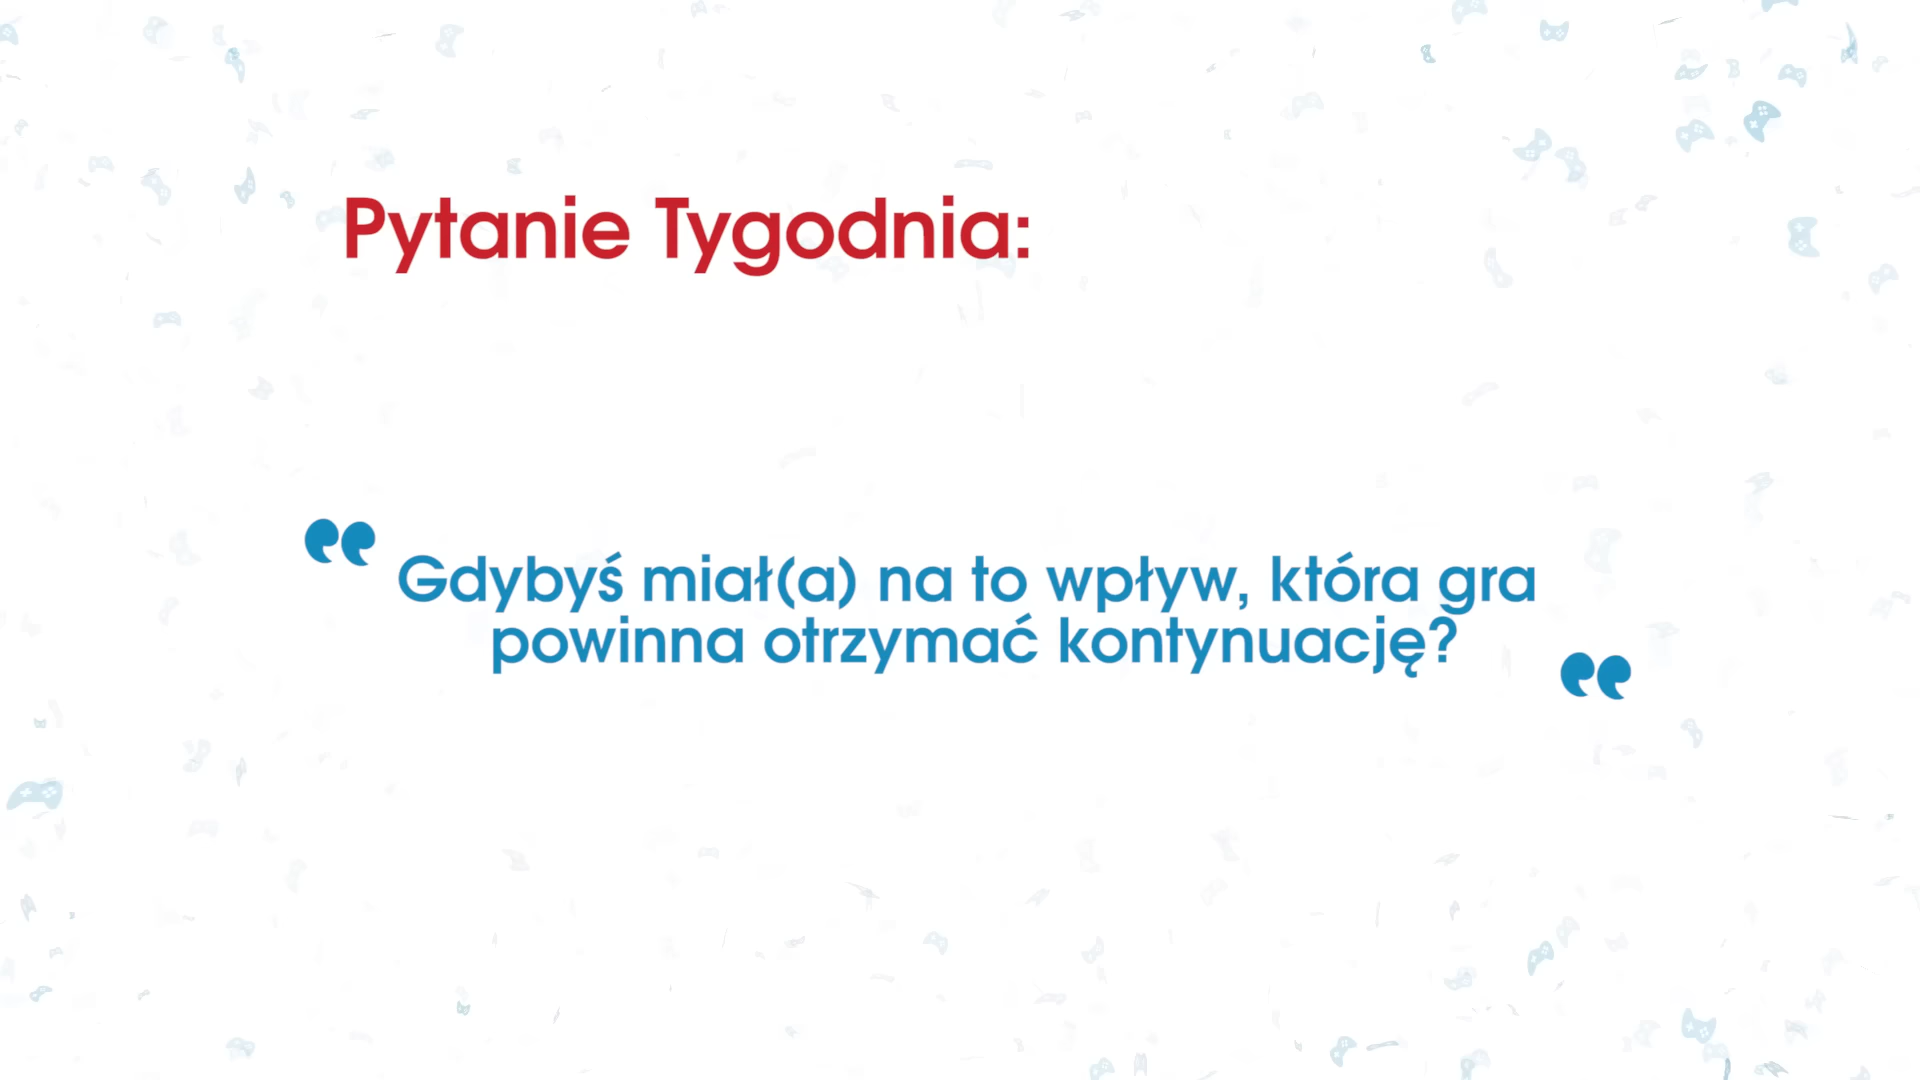 Pytanie Tygodnia:
Gdybyś miał(a) na to wpływ, która gra
powinna otrzymać kontynuację?